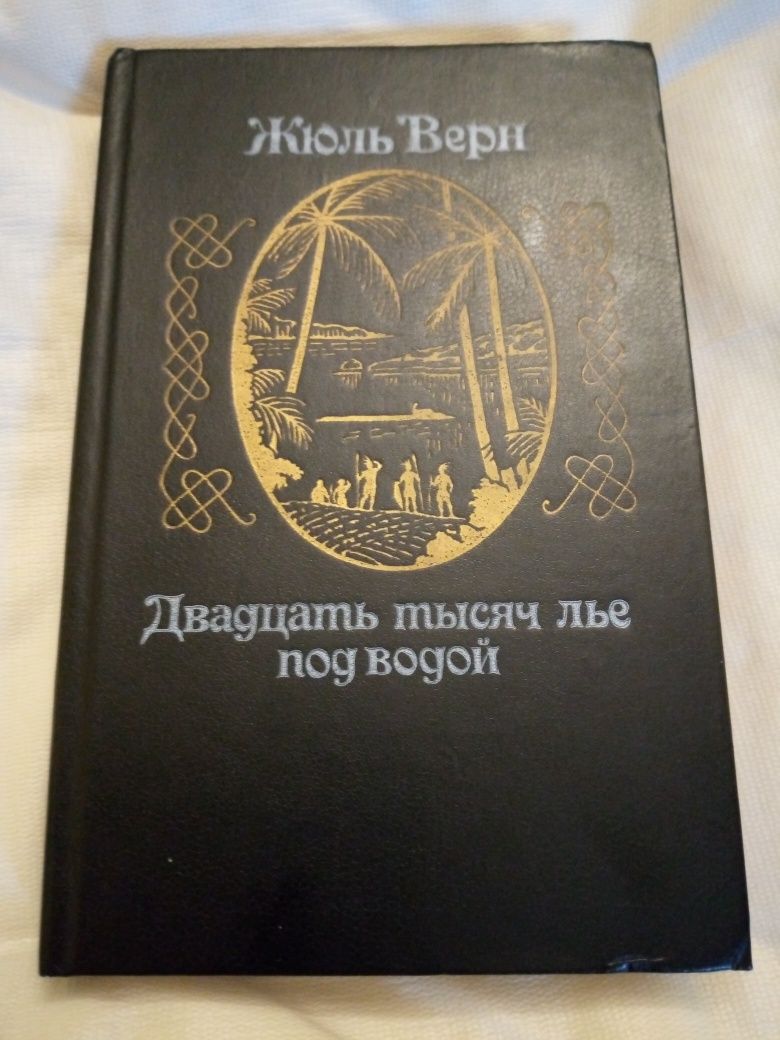 Жюль Верн
Двадцать тысяч лье
под водой